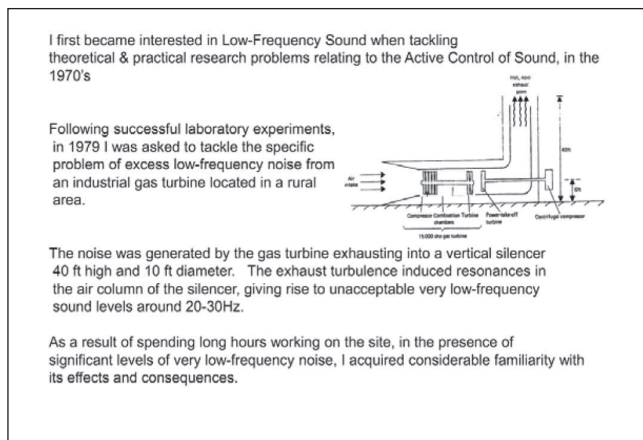 I first became interested in Low-Frequency Sound when tackling
theoretical & practical research problems relating to the Active Control of Sound, in the
1970's
Following successful laboratory experiments,
in 1979 I was asked to tackle the specific
problem of excess low-frequency noise from
an industrial gas turbine located in a rural
area.
exhaust
40ft
Air
intake
Compressor Combustion Turbine
chambers
Power take-off
turbine
Centrifuge compressor
15,000 shp gas turbine
The noise was generated by the gas turbine exhausting into a vertical silencer
40 ft high and 10 ft diameter. The exhaust turbulence induced resonances in
the air column of the silencer, giving rise to unacceptable very low-frequency
sound levels around 20-30Hz.
As a result of spending long hours working on the site, in the presence of
significant levels of very low-frequency noise, I acquired considerable familiarity with
its effects and consequences.